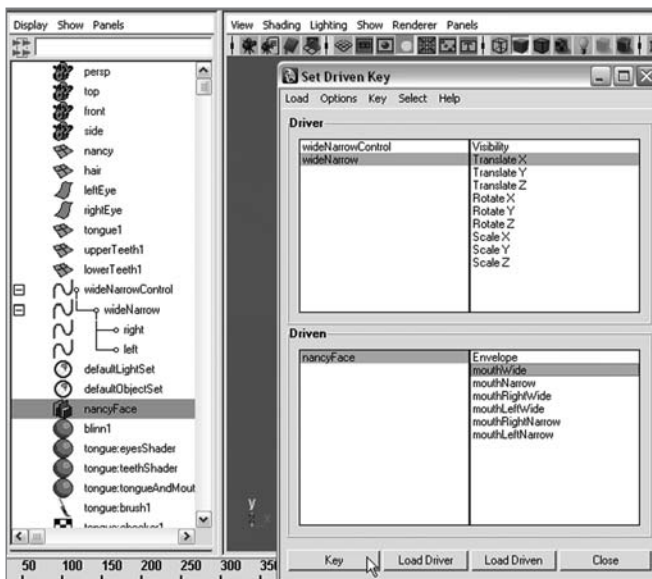 Display Show Panels
persp
top
front
side
nancy
hair
leftEye
rightEye
tongue1
upperTeeth1
lowerTeeth1
wideNarrowControl
wideNarrow
right
left
defaultLightSet
defaultObjectSet
nancyFace
blinn1
tongue:eyesShader
tongue:teethShader
tongue:tongueAndMout
tongue:brush1
View Shading Lighting Show Renderer Panels
Set Driven Key
Load Options Key Select Help
Driver
wideNarrowControl
wideNarrow
Visibility
Translate X
Translate Y
Translate Z
Rotate X
Rotate Y
Rotate Z
Scale X
Scale Y
Scale Z
Driven
nancyFace
Envelope
mouthWide
mouthNarrow
mouthRightWide
mouthLeftWide
mouthRightNarrow
mouthLeftNarrow
Key Load Driver Load Driven Close
y
50 100 150 200 250 300